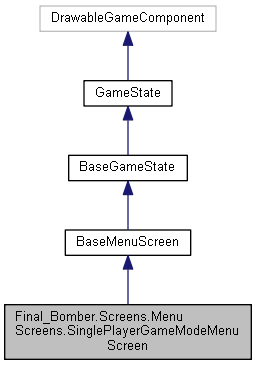 DrawableGameComponent
GameState
BaseGameState
BaseMenuScreen
Final_Bomber.Screens.Menu
Screens.SinglePlayerGameModeMenu
Screen